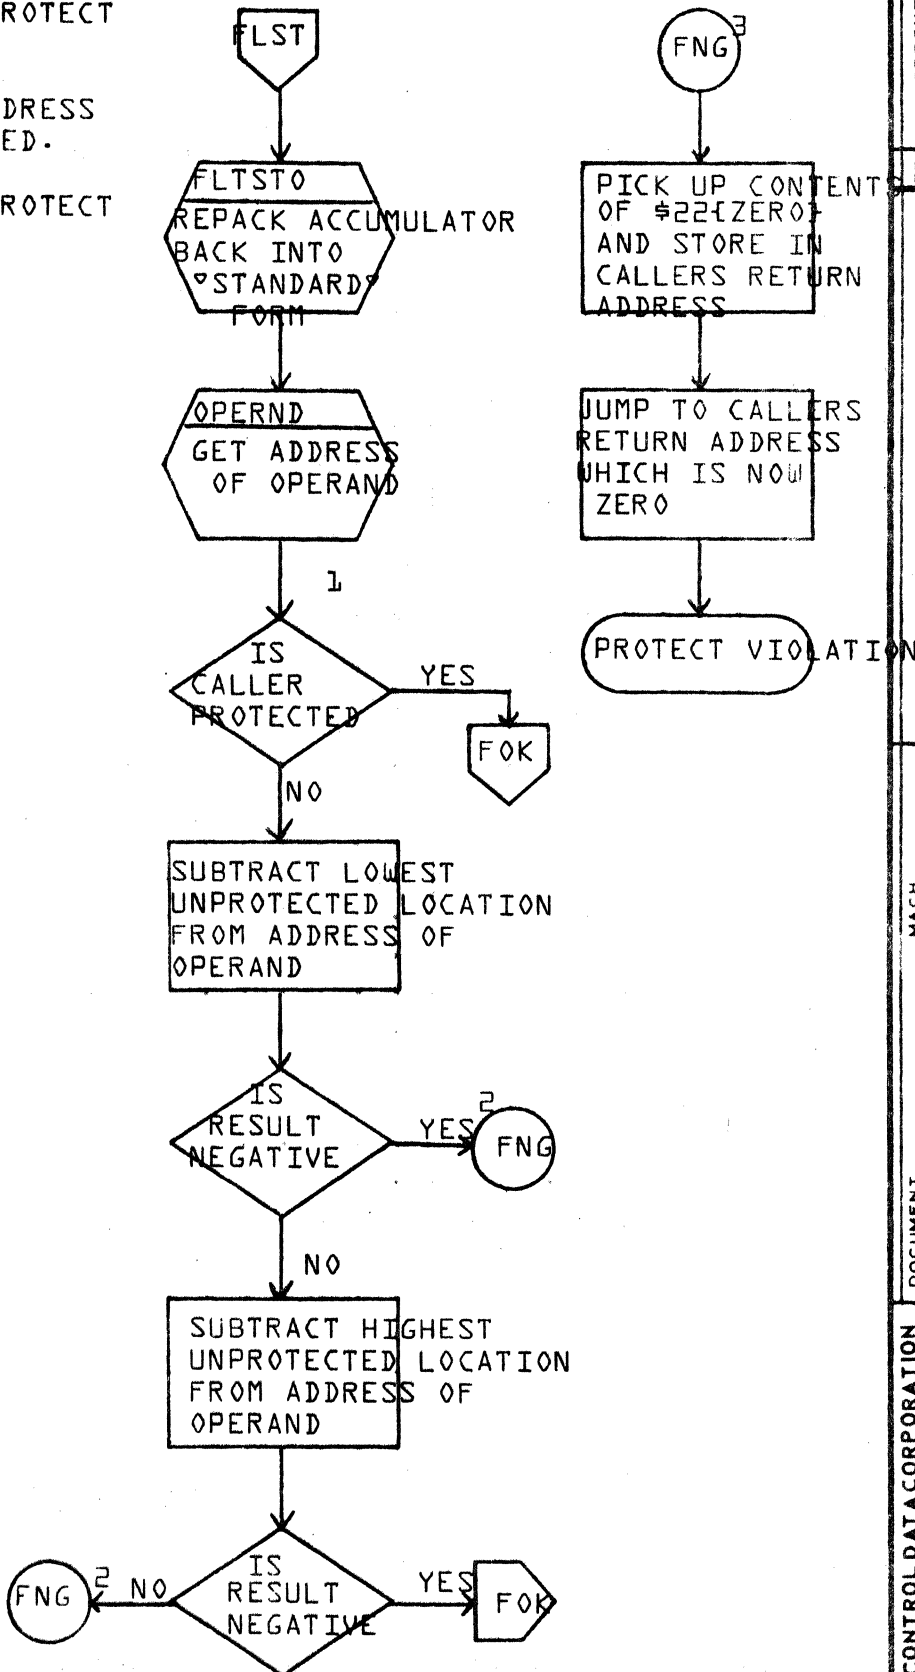 ROTECT
DRESS
ED.
ROTECT
FLST
FLTSTO
REPACK ACCUMULATOR
BACK INTO
▽STANDARD▽
FORM
OPERND
GET ADDRESS
OF OPERAND
1
IS
CALLER
PROTECTED
YES
FOK
NO
SUBTRACT LOWEST
UNPROTECTED LOCATION
FROM ADDRESS OF
OPERAND
IS
RESULT
NEGATIVE
YES
2
FNG
NO
SUBTRACT HIGHEST
UNPROTECTED LOCATION
FROM ADDRESS OF
OPERAND
IS
RESULT
NEGATIVE
NO
2
FNG
YES
FOK
3
FNG
PICK UP CONTENTS
OF $22{ZERO}
AND STORE IN
CALLERS RETURN
ADDRESS
JUMP TO CALLERS
RETURN ADDRESS
WHICH IS NOW
ZERO
PROTECT VIOLATION
MACH
DOCUMENT
CONTROL DATA CORPORATION